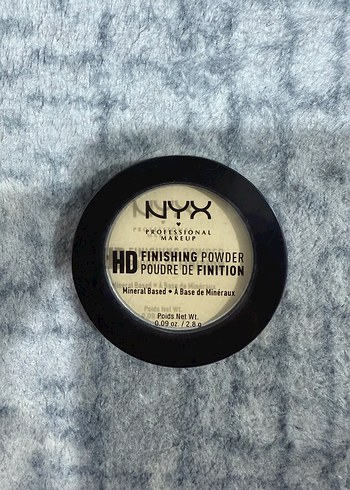 NYX
PROFESSIONAL
MAKEUP
HD FINISHING POWDER
POUDRE DE FINITION
Mineral Based • À Base de Minéraux
Poids Net Wt.
0.09 oz. / 2.8 g